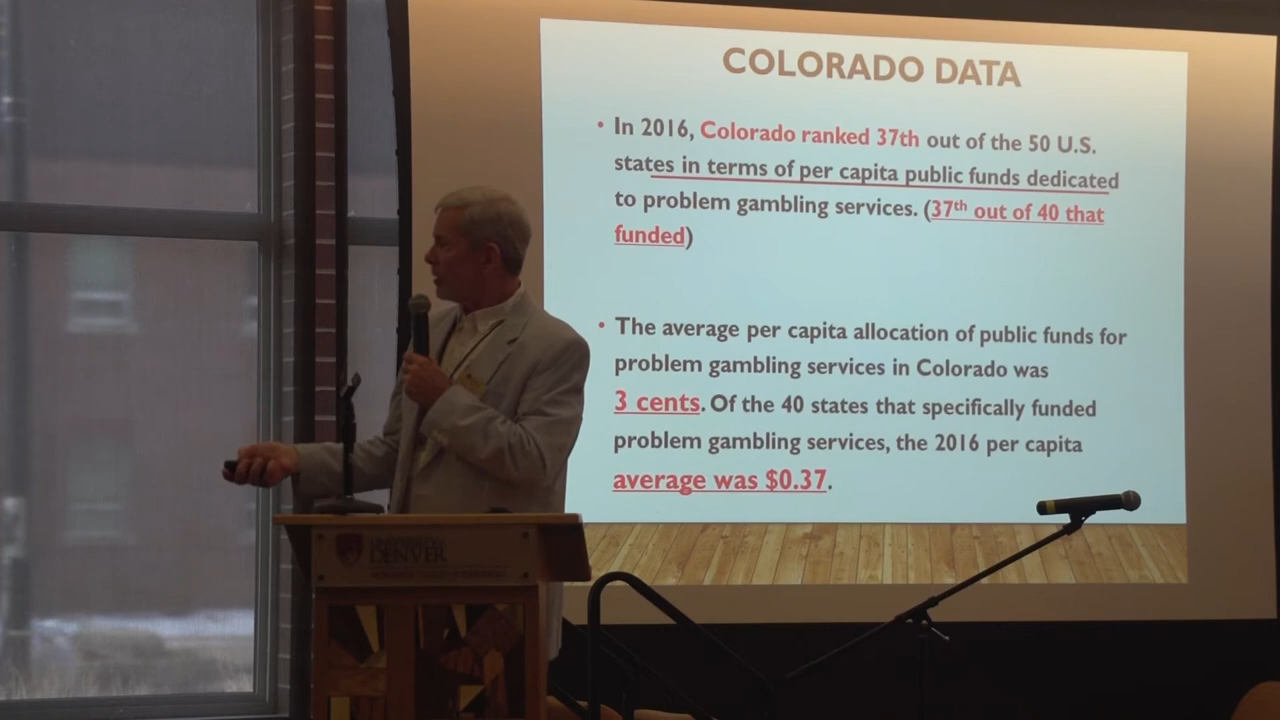 COLORADO DATA
• In 2016, Colorado ranked 37th out of the 50 U.S.
states in terms of per capita public funds dedicated
to problem gambling services. (37th out of 40 that
funded)
• The average per capita allocation of public funds for
problem gambling services in Colorado was
3 cents. Of the 40 states that specifically funded
problem gambling services, the 2016 per capita
average was $0.37.
DENVER